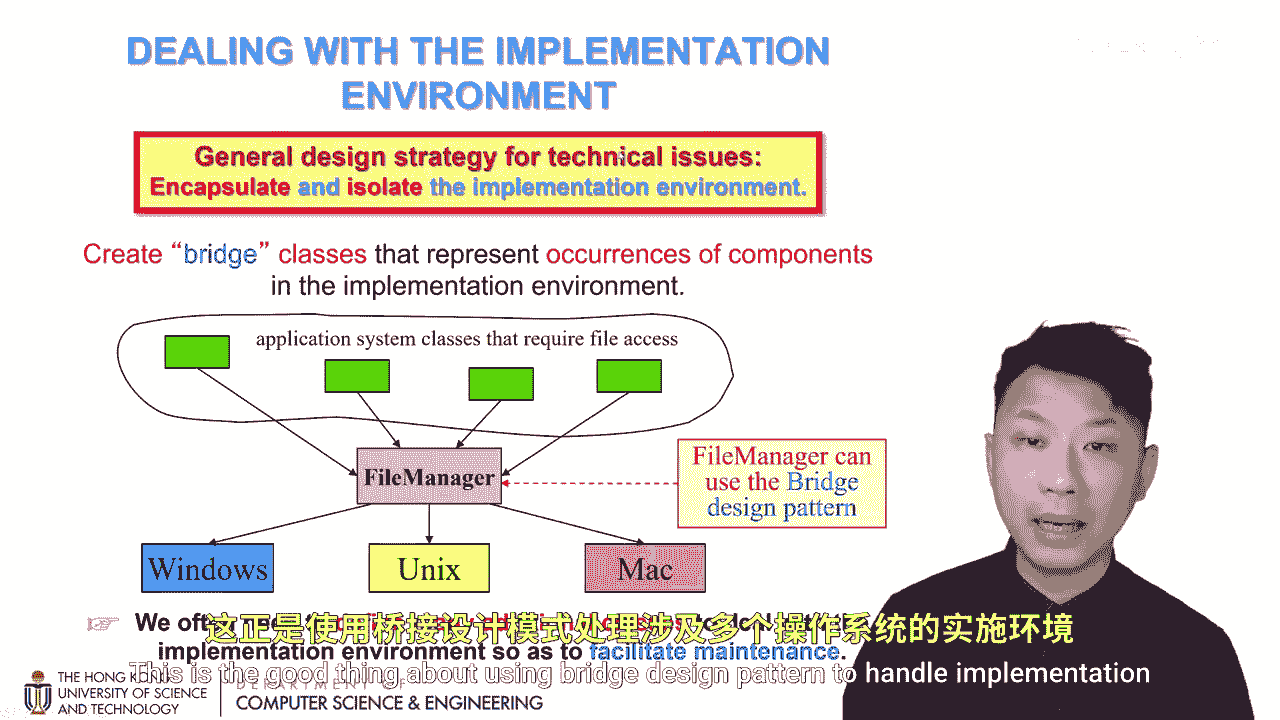 DEALING WITH THE IMPLEMENTATION
ENVIRONMENT
General design strategy for technical issues:
Encapsulate and isolate the implementation environment.
Create “bridge” classes that represent occurrences of components
in the implementation environment.
application system classes that require file access
FileManager
FileManager can
use the Bridge
design pattern
Windows
Unix
Mac
☞ We
implementation environment so as to facilitate maintenance.
这正是使用桥接设计模式处理涉及多个操作系统的实施环境
This is the good thing about using bridge design pattern to handle implementation
THE HONG KONG
UNIVERSITY OF SCIENCE
AND TECHNOLOGY
DEPARTMENT OF
COMPUTER SCIENCE & ENGINEERING